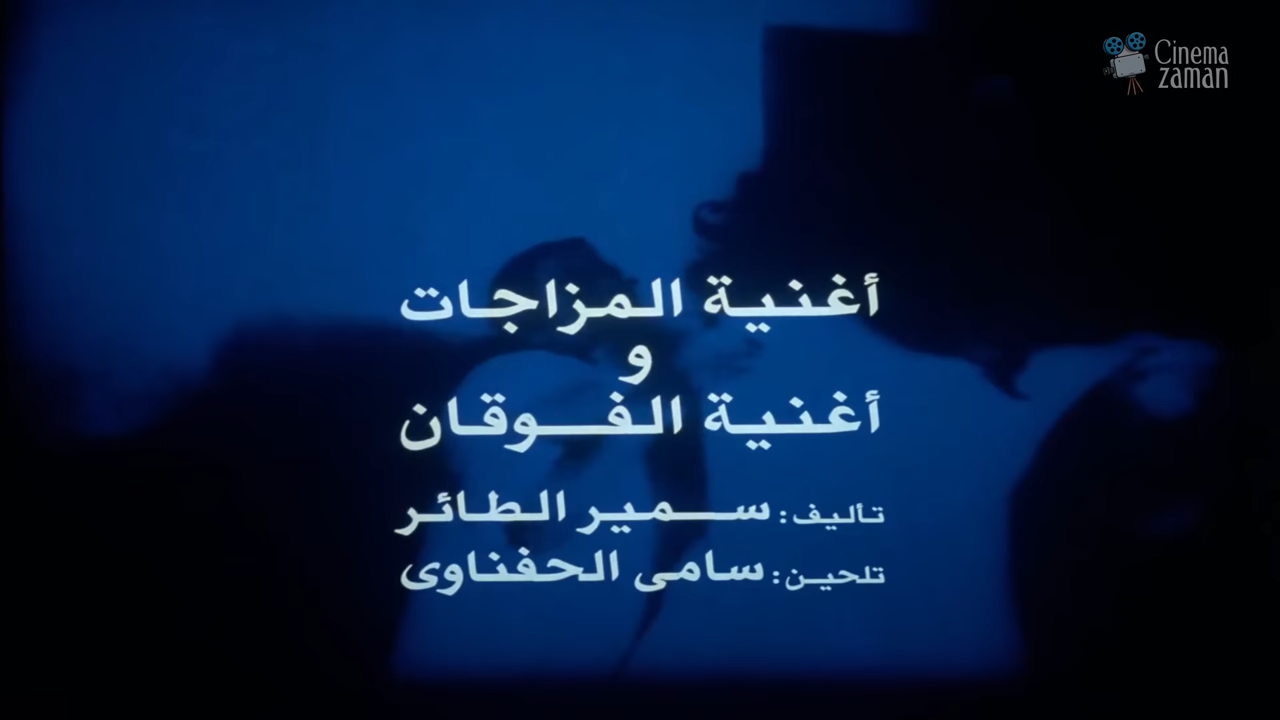 Cinema
zaman
أغنية المزاجات
و
أغنية الفوقان
تأليف: سمير الطائر
تلحين: سامى الحفناوى